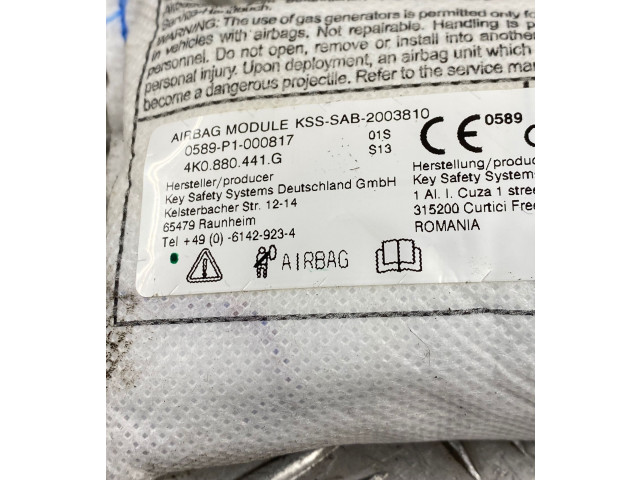 WARNING: The use of gas generators is permitted only for
in vehicles with airbags. Not repairable. Handling is p
personnel. Do not open, remove or install into another
personal injury. Upon deployment, an airbag unit which
become a dangerous projectile. Refer to the service man
AIRBAG MODULE KSS-SAB-2003810
0589-P1-000817 01S
4K0.880.441.G S13
CE 0589
Hersteller/producer
Key Safety Systems Deutschland GmbH
Kelsterbacher Str. 12-14
65479 Raunheim
Tel +49 (0) -6142-923-4
Herstellung/producti
Key Safety Systems
1 Al. I. Cuza 1 stree
315200 Curtici Free
ROMANIA
AIRBAG